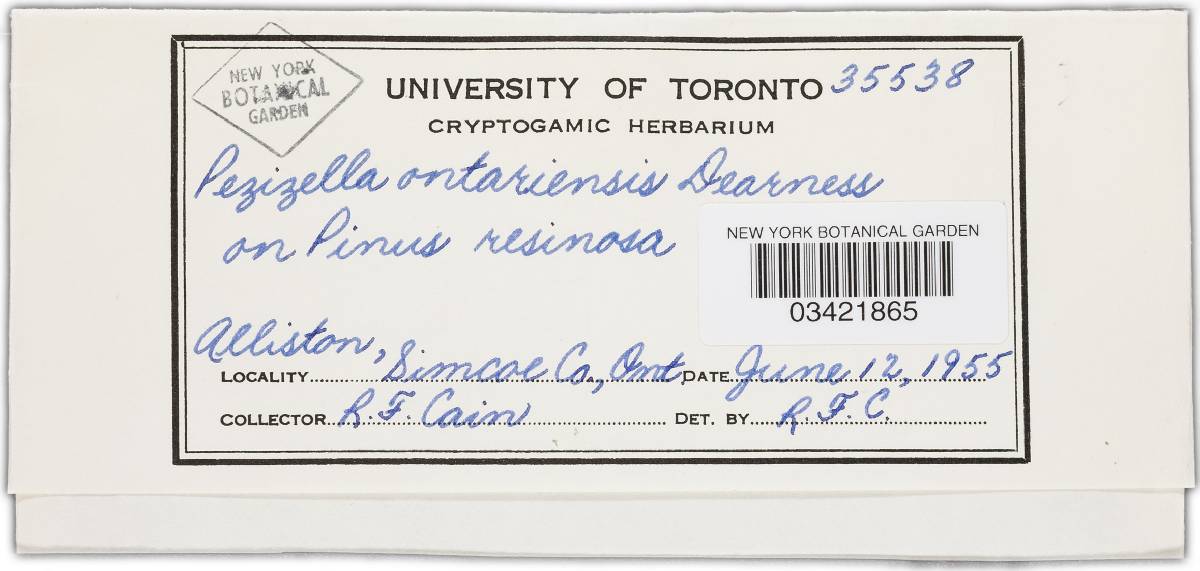 NEW YORK
BOTANICAL
GARDEN
UNIVERSITY OF TORONTO 35538
CRYPTOGAMIC HERBARIUM
Pezizella ontariensis Dearness
on Pinus resinosa
NEW YORK BOTANICAL GARDEN
03421865
Alliston,
LOCALITY Simcoe Co., Ont. DATE June 12, 1955
COLLECTOR R. F. Cain DET. BY R. F. C.